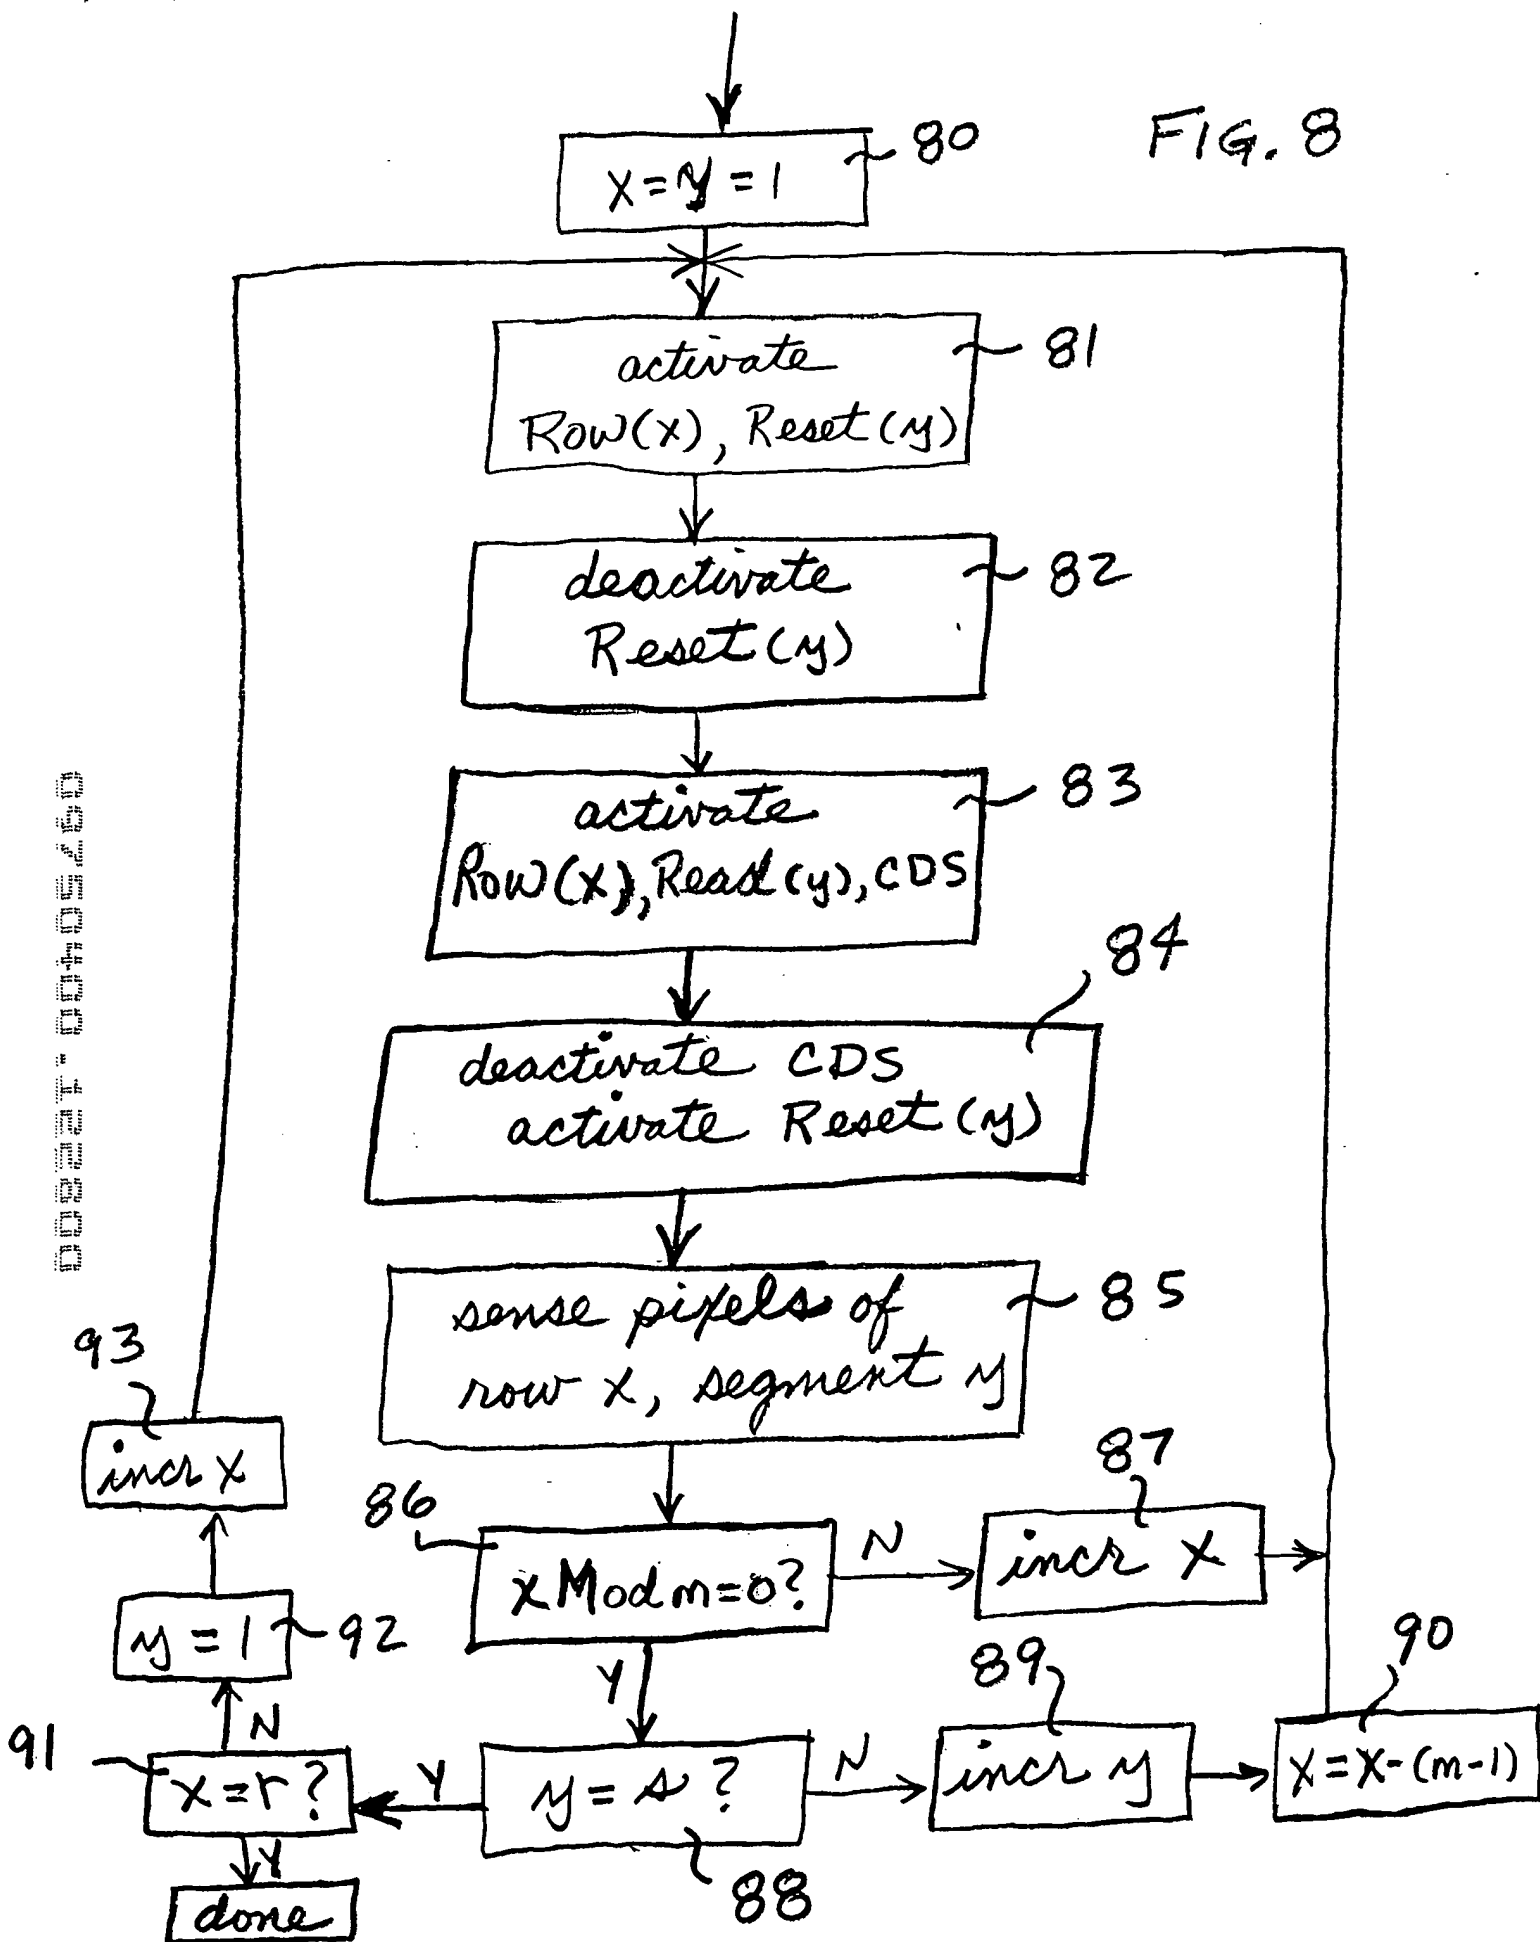 FIG. 8
80
x = y = 1
81
activate
Row(x), Reset(y)
82
deactivate
Reset(y)
83
activate
Row(x), Read(y), CDS
84
deactivate CDS
activate Reset(y)
85
sense pixels of
row x, segment y
86
x Mod m=0?
N
87
incr x
Y
88
y = s ?
N
89
incr y
90
x = x-(m-1)
Y
91
x = r ?
N
92
y = 1
93
incr x
Y
done
09750400.122800